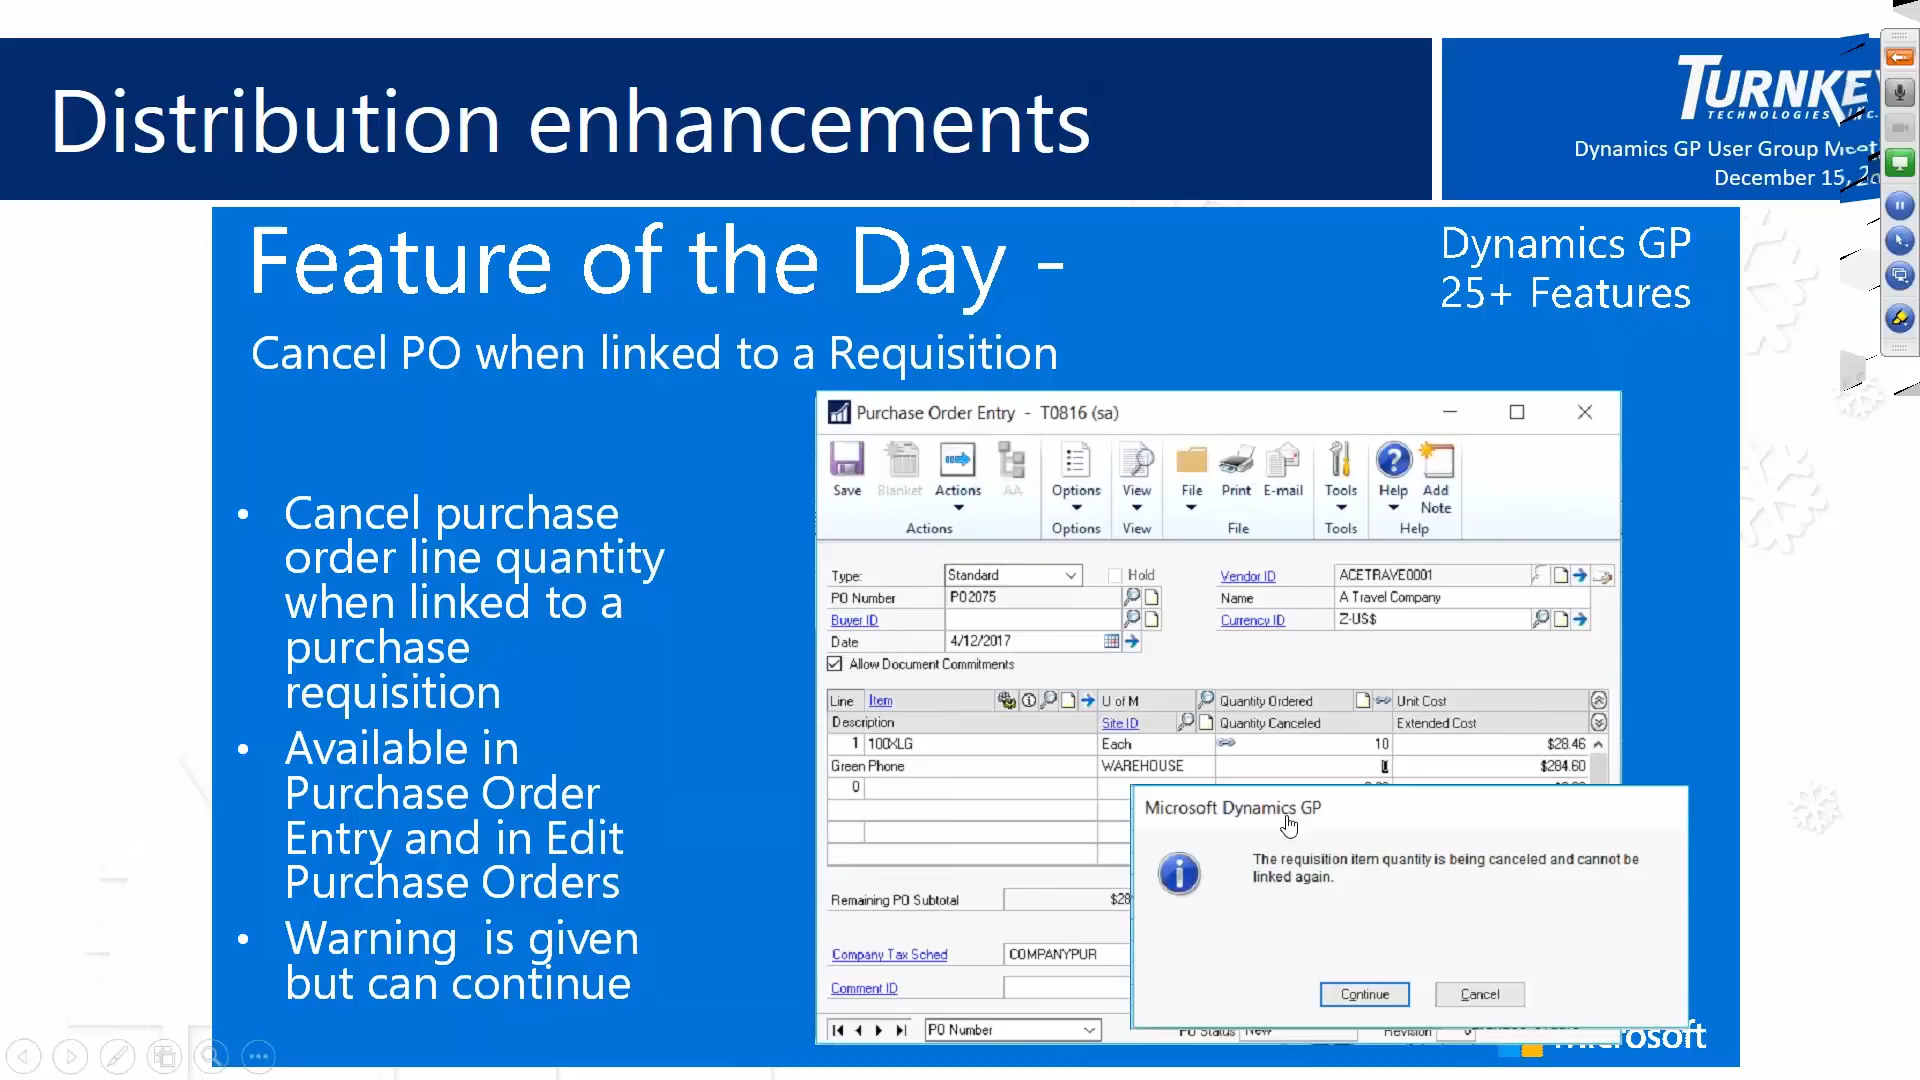 Distribution enhancements
TURNKEY
TECHNOLOGIES
Dynamics GP User Group
December 15,
Feature of the Day -
Dynamics GP
25+ Features
Cancel PO when linked to a Requisition
• Cancel purchase
order line quantity
when linked to a
purchase
requisition
• Available in
Purchase Order
Entry and in Edit
Purchase Orders
• Warning is given
but can continue
Purchase Order Entry - T0816 (sa)
Save Blanket Actions AA Options View File Print E-mail Tools Help Add
Note
Actions Options View File Tools Help
Type: Standard Hold Vendor ID ACETRAVE0001
PO Number PO2075 Name A Travel Company
Buyer ID Currency ID Z-US$
Date 4/12/2017
Allow Document Commitments
Line Item U of M Quantity Ordered Unit Cost
Description Site ID Quantity Canceled Extended Cost
1 100XLG Each 10 $28.46
Green Phone WAREHOUSE $284.60
0
Remaining PO Subtotal
Company Tax Sched COMPANYPUR
Comment ID
PO Number PO Status New Revision
Microsoft Dynamics GP
The requisition item quantity is being canceled and cannot be
linked again.
Continue Cancel
Microsoft